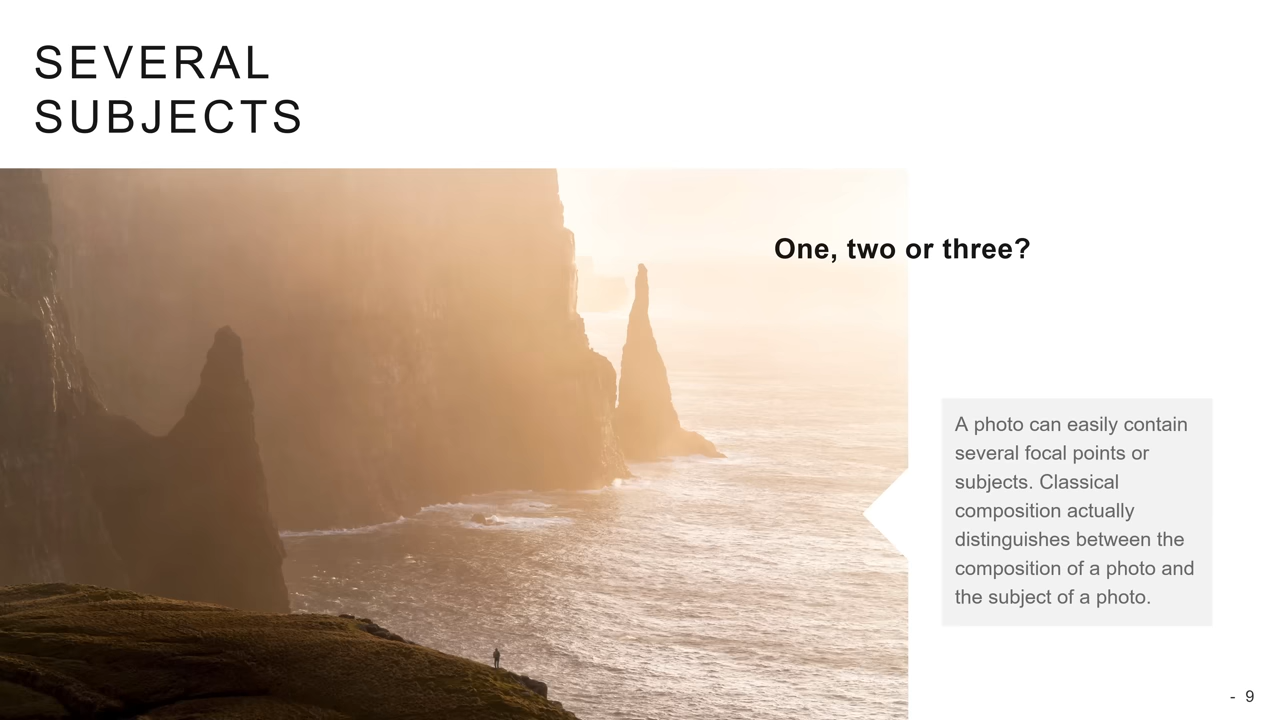 SEVERAL
SUBJECTS
One, two or three?
A photo can easily contain
several focal points or
subjects. Classical
composition actually
distinguishes between the
composition of a photo and
the subject of a photo.
- 9